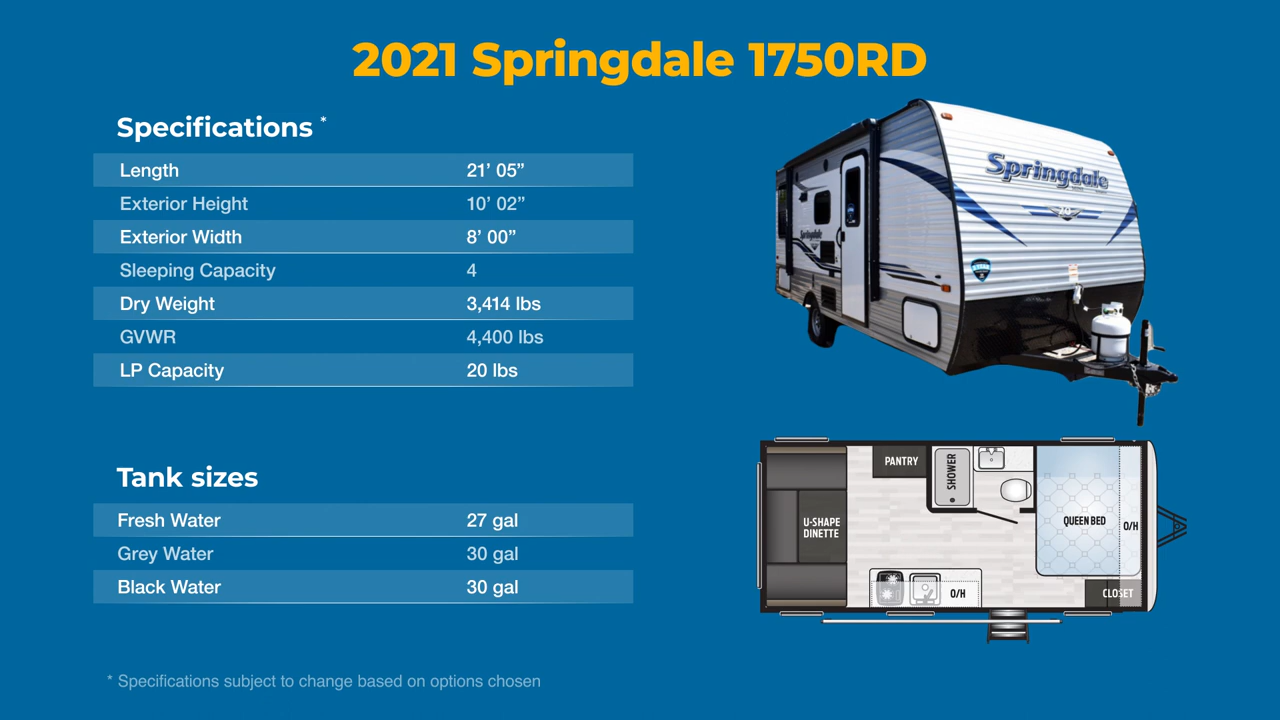 2021 Springdale 1750RD
Specifications *
Length 21’ 05”
Exterior Height 10’ 02”
Exterior Width 8’ 00”
Sleeping Capacity 4
Dry Weight 3,414 lbs
GVWR 4,400 lbs
LP Capacity 20 lbs
Springdale
Springdale
Tank sizes
Fresh Water 27 gal
Grey Water 30 gal
Black Water 30 gal
PANTRY
SHOWER
U-SHAPE
DINETTE
QUEEN BED
O/H
O/H
CLOSET
* Specifications subject to change based on options chosen